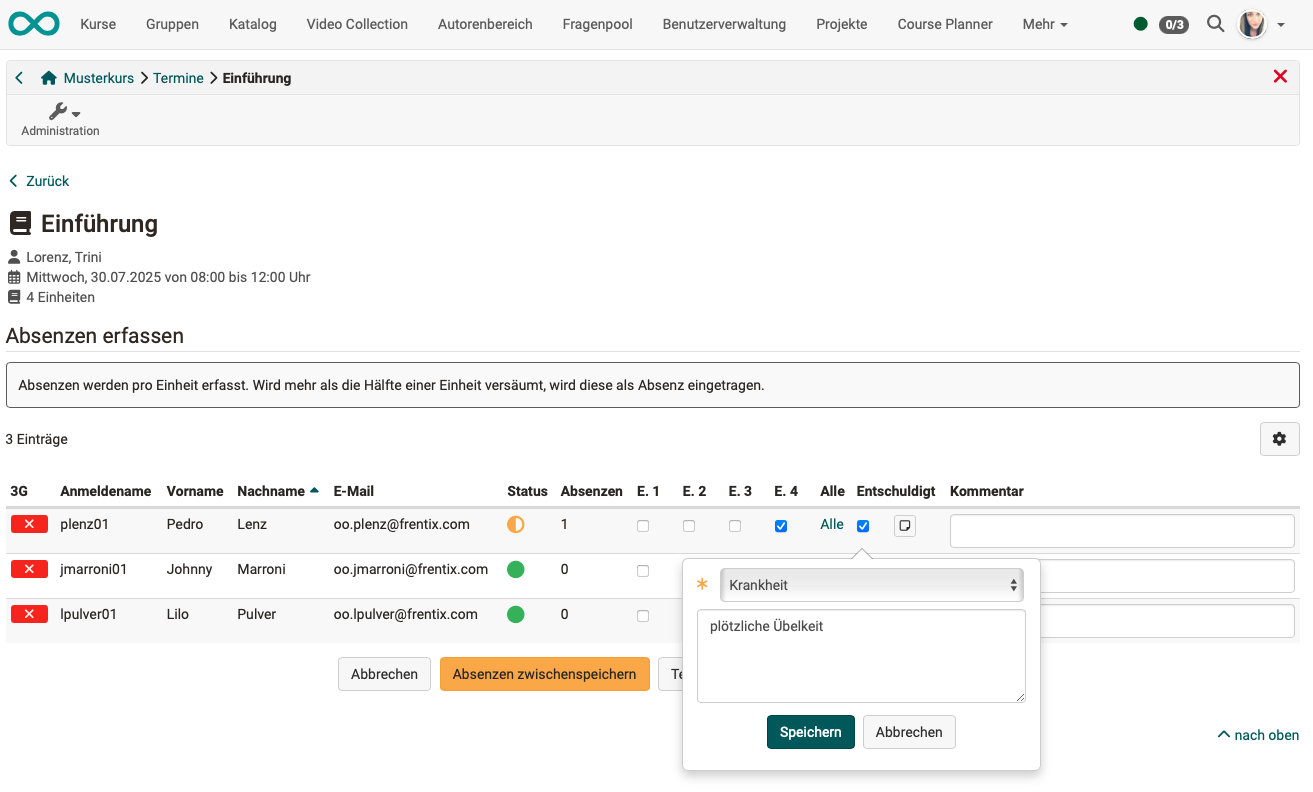 Kurse Gruppen Katalog Video Collection Autorenbereich Fragenpool Benutzerverwaltung Projekte Course Planner Mehr 0/3
Musterkurs Termine Einführung
Administration
Zurück
Einführung
Lorenz, Trini
Mittwoch, 30.07.2025 von 08:00 bis 12:00 Uhr
4 Einheiten
Absenzen erfassen
Absenzen werden pro Einheit erfasst. Wird mehr als die Hälfte einer Einheit versäumt, wird diese als Absenz eingetragen.
3 Einträge
3G Anmeldename Vorname Nachname E-Mail Status Absenzen E. 1 E. 2 E. 3 E. 4 Alle Entschuldigt Kommentar
plenz01 Pedro Lenz oo.plenz@frentix.com 1 Alle
jmarroni01 Johnny Marroni oo.jmarroni@frentix.com 0
lpulver01 Lilo Pulver oo.lpulver@frentix.com 0
Krankheit
plötzliche Übelkeit
Speichern Abbrechen
Abbrechen Absenzen zwischenspeichern
nach oben